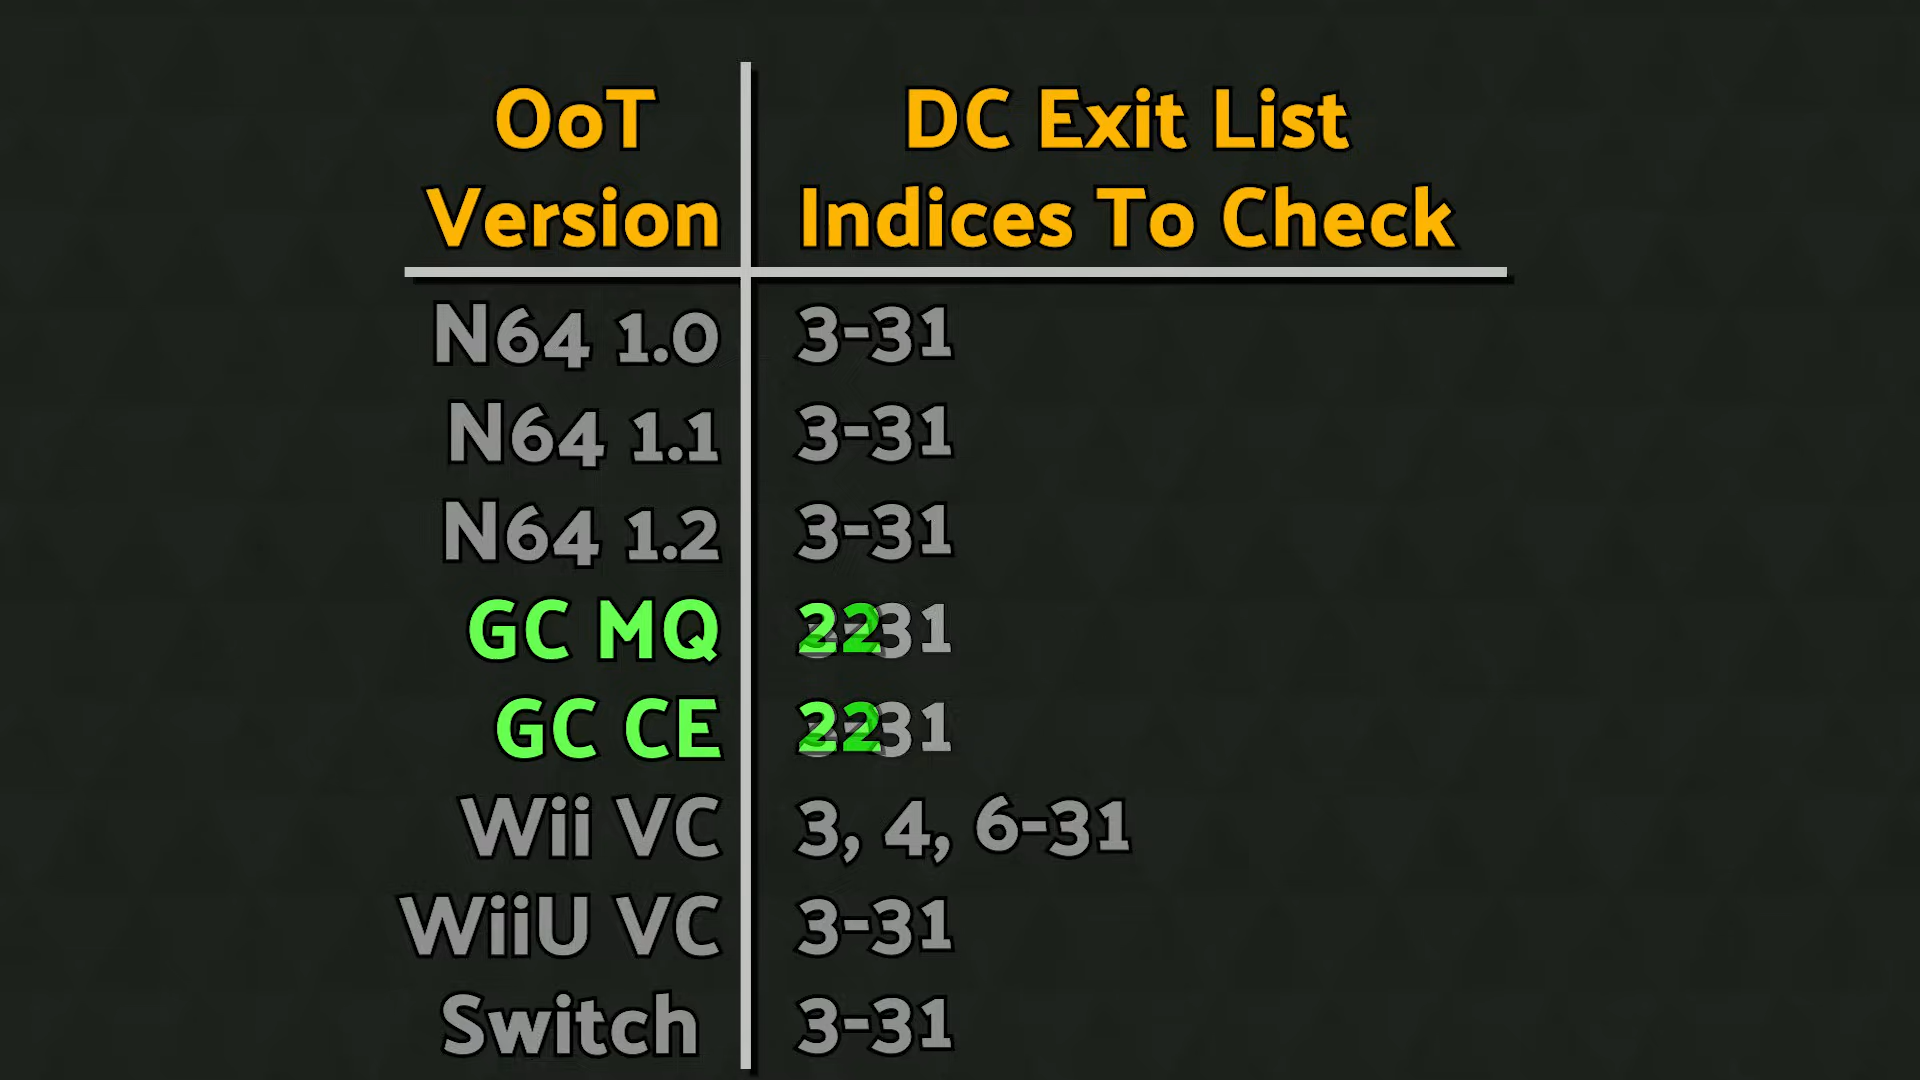 OoT
Version
DC Exit List
Indices To Check
N64 1.0 3-31
N64 1.1 3-31
N64 1.2 3-31
GC MQ 22
GC CE 22
Wii VC 3, 4, 6-31
WiiU VC 3-31
Switch 3-31